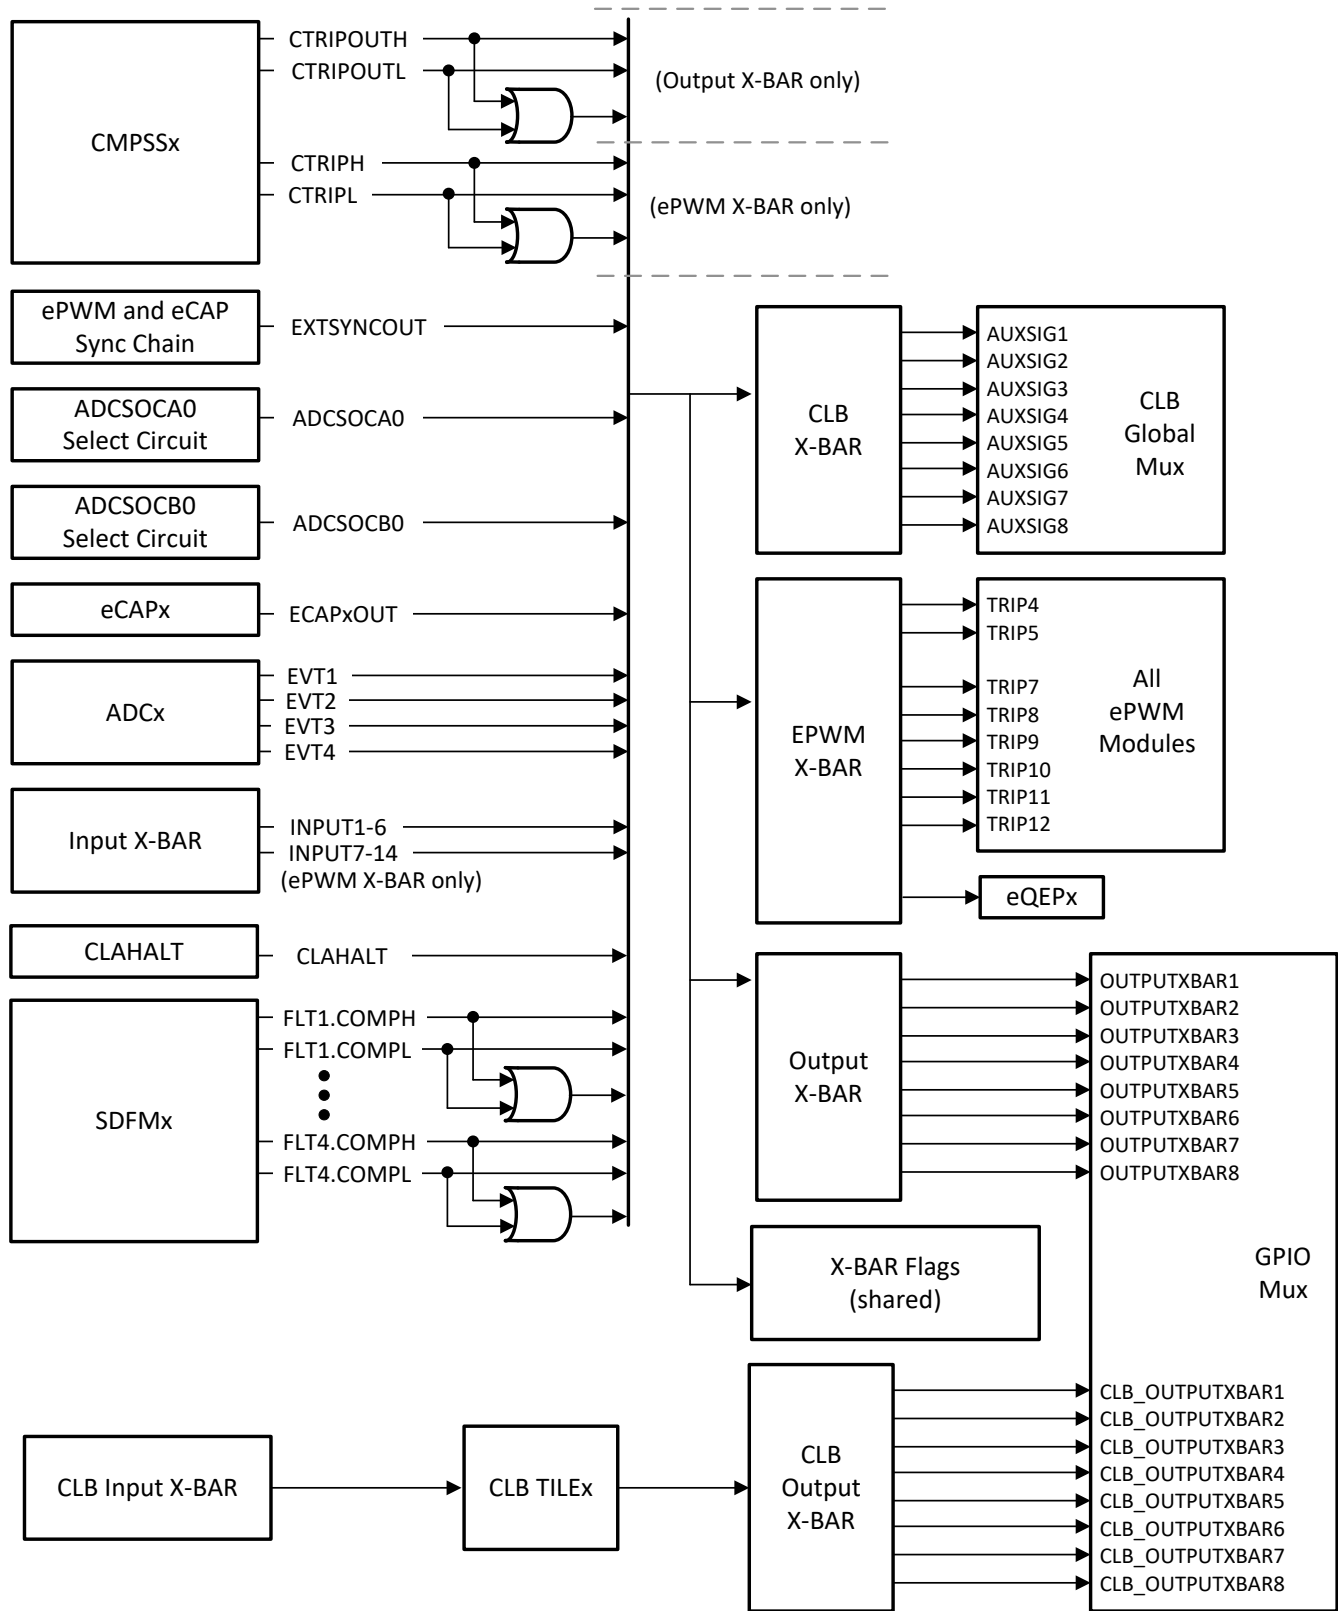 CMPSSx
CTRIPOUTH
CTRIPOUTL
(Output X-BAR only)
CTRIPH
CTRIPL
(ePWM X-BAR only)
ePWM and eCAP
Sync Chain
EXTSYNCOUT
ADCSOCA0
Select Circuit
ADCSOCA0
ADCSOCB0
Select Circuit
ADCSOCB0
eCAPx
ECAPxOUT
ADCx
EVT1
EVT2
EVT3
EVT4
Input X-BAR
INPUT1-6
INPUT7-14
(ePWM X-BAR only)
CLAHALT
CLAHALT
SDFMx
FLT1.COMPH
FLT1.COMPL
FLT4.COMPH
FLT4.COMPL
CLB
X-BAR
AUXSIG1
AUXSIG2
AUXSIG3
AUXSIG4
AUXSIG5
AUXSIG6
AUXSIG7
AUXSIG8
CLB
Global
Mux
EPWM
X-BAR
TRIP4
TRIP5
TRIP7
TRIP8
TRIP9
TRIP10
TRIP11
TRIP12
All
ePWM
Modules
eQEPx
Output
X-BAR
OUTPUTXBAR1
OUTPUTXBAR2
OUTPUTXBAR3
OUTPUTXBAR4
OUTPUTXBAR5
OUTPUTXBAR6
OUTPUTXBAR7
OUTPUTXBAR8
X-BAR Flags
(shared)
GPIO
Mux
CLB Input X-BAR
CLB TILEx
CLB
Output
X-BAR
CLB_OUTPUTXBAR1
CLB_OUTPUTXBAR2
CLB_OUTPUTXBAR3
CLB_OUTPUTXBAR4
CLB_OUTPUTXBAR5
CLB_OUTPUTXBAR6
CLB_OUTPUTXBAR7
CLB_OUTPUTXBAR8